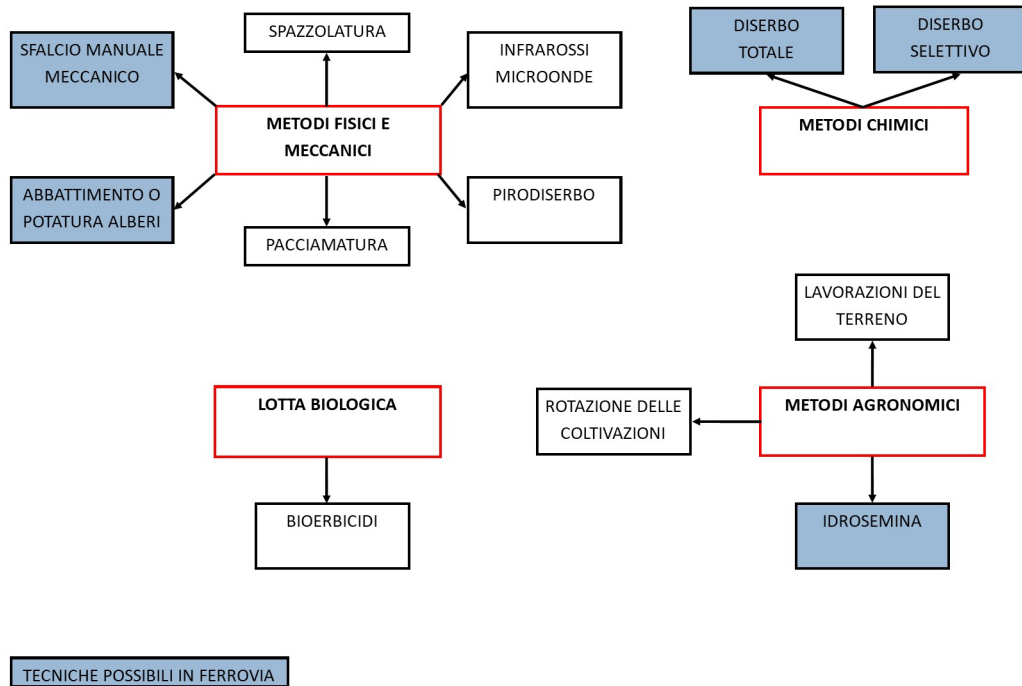 SPAZZOLATURA
SFALCIO MANUALE
MECCANICO
INFRAROSSI
MICROONDE
METODI FISICI E
MECCANICI
ABBATTIMENTO O
POTATURA ALBERI
PIRODISERBO
PACCIAMATURA
DISERBO
TOTALE
DISERBO
SELETTIVO
METODI CHIMICI
LOTTA BIOLOGICA
BIOERBICIDI
LAVORAZIONI DEL
TERRENO
ROTAZIONE DELLE
COLTIVAZIONI
METODI AGRONOMICI
IDROSEMINA
TECNICHE POSSIBILI IN FERROVIA